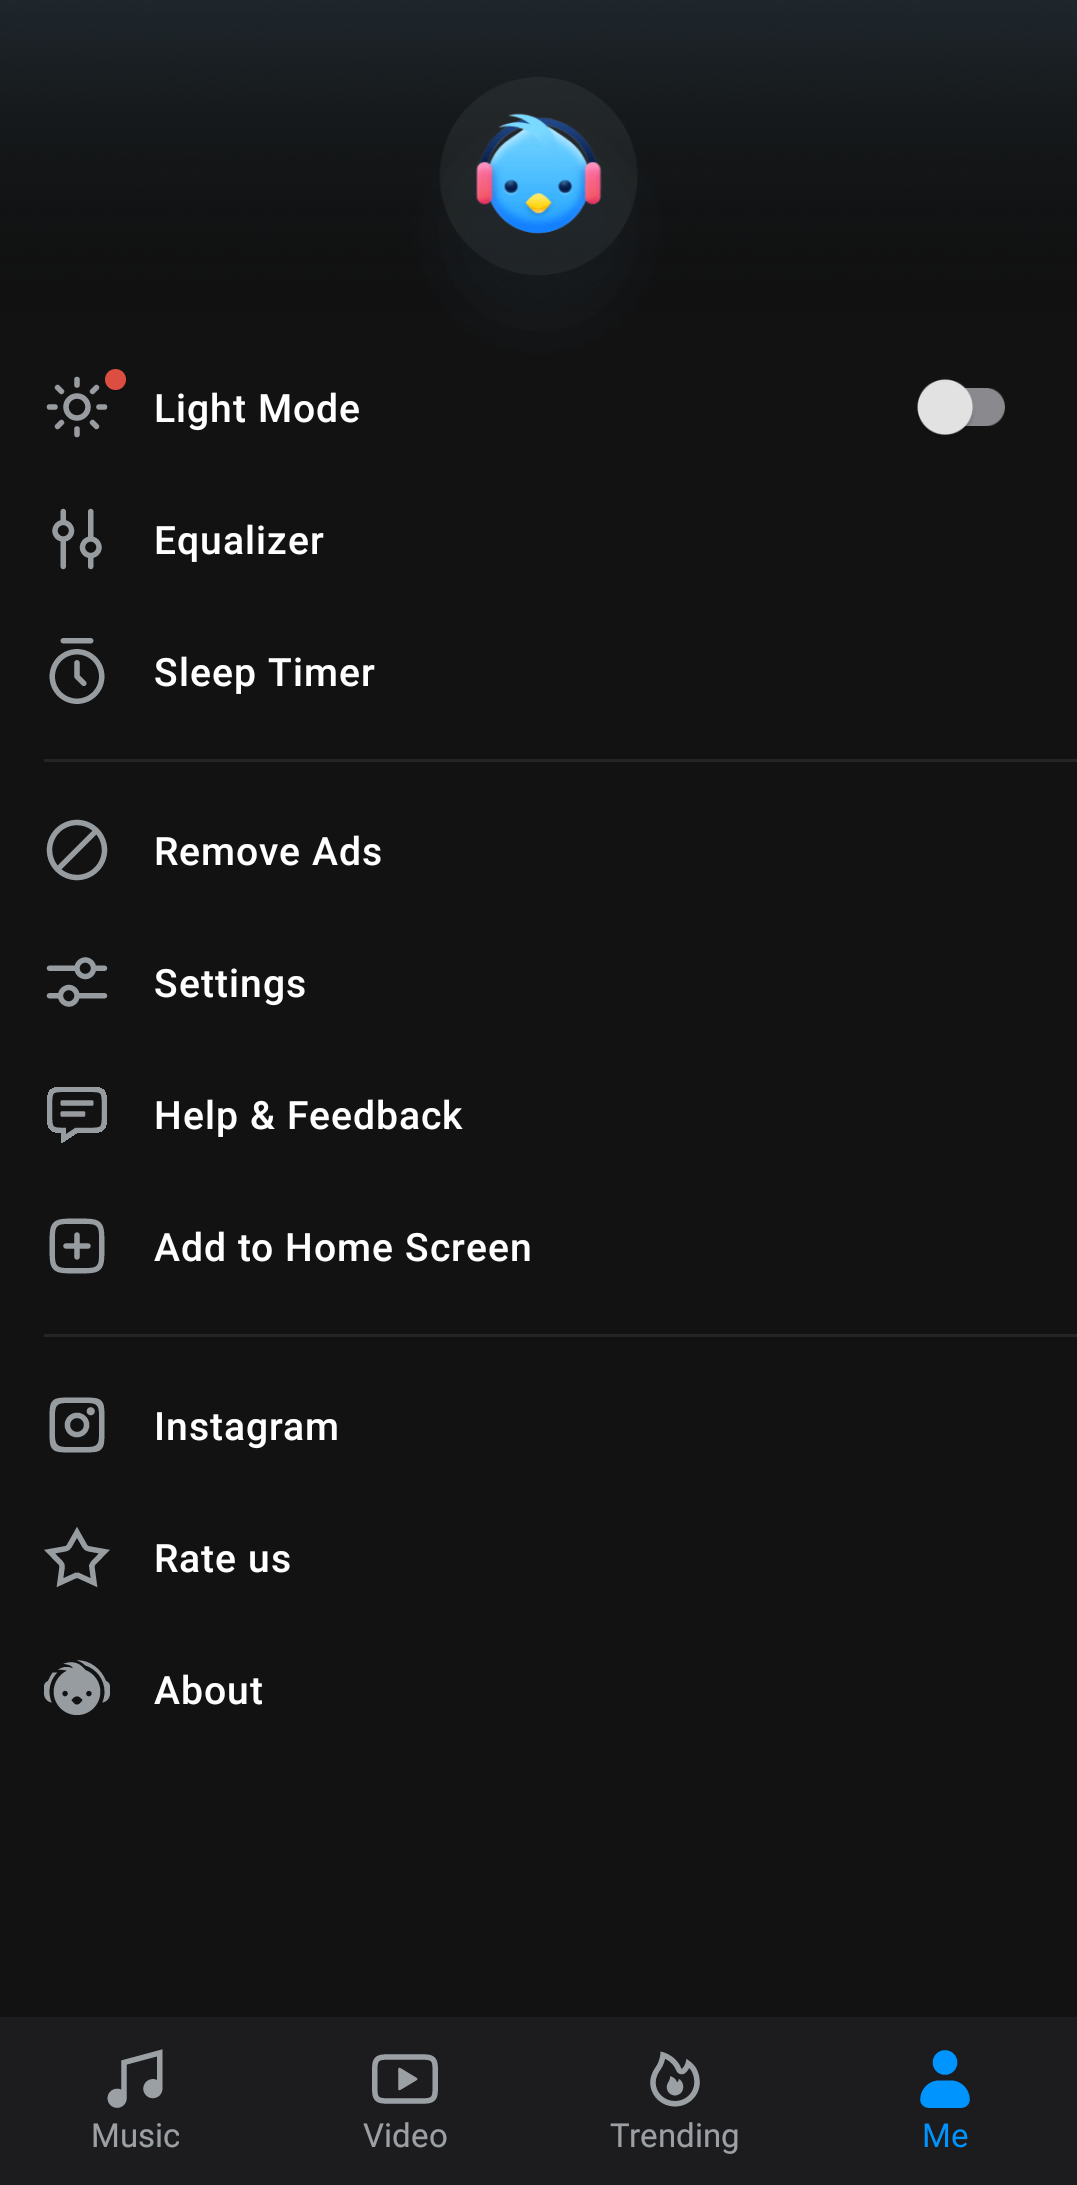 Light Mode
Equalizer
Sleep Timer
Remove Ads
Settings
Help & Feedback
Add to Home Screen
Instagram
Rate us
About
Music
Video
Trending
Me